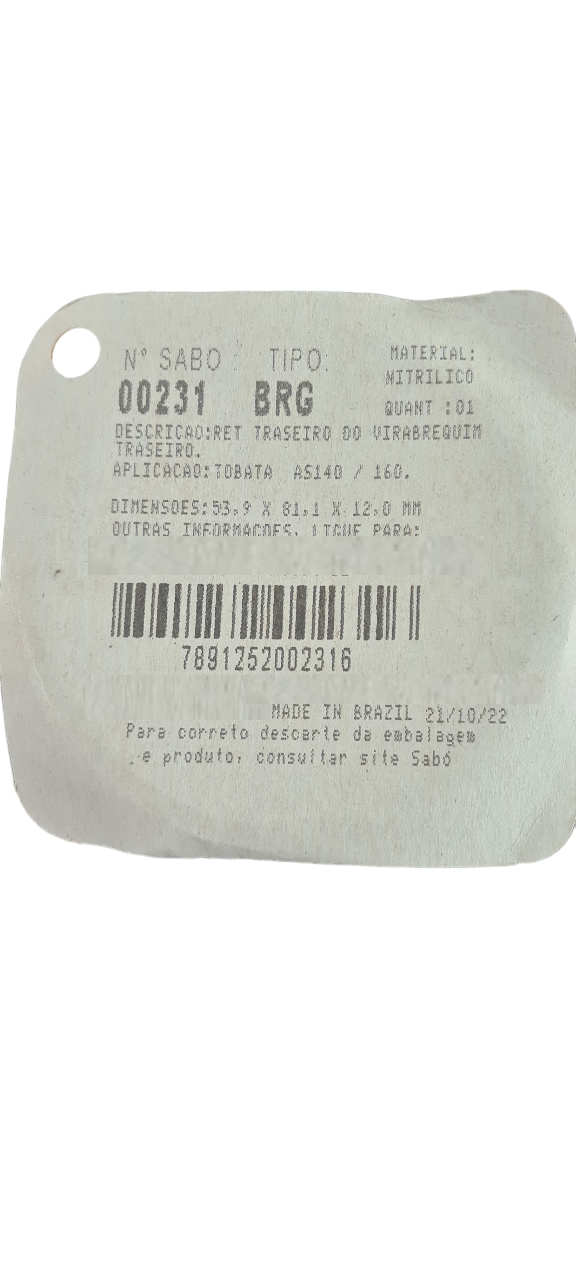 N° SABO : TIPO:
MATERIAL:
NITRILICO
00231 BRG
QUANT :01
DESCRICAO:RET TRASEIRO DO VIRABREQUIM
TRASEIRO.
APLICACAO:TOBATA AS140 / 160.
DIMENSOES:53,9 X 81,1 X 12,0 MM
OUTRAS INFORMACOES, LIGUE PARA:
7891252002316
MADE IN BRAZIL 21/10/22
Para correto descarte da embalagem
e produto, consultar site Sabó